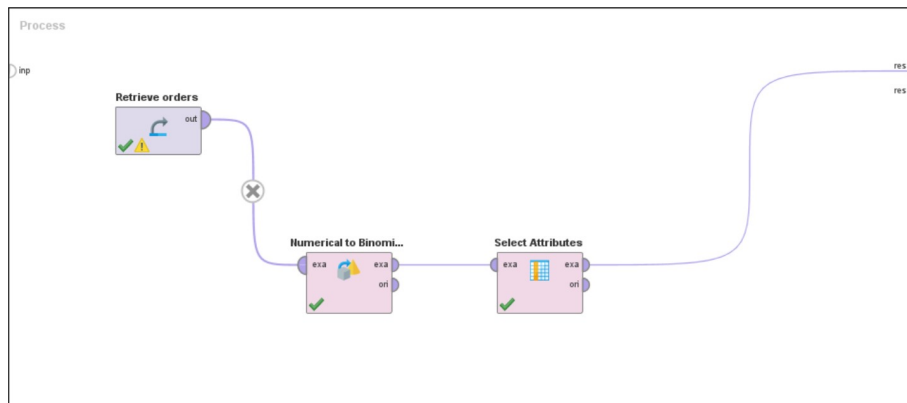 Process
inp
res
res
Retrieve orders
out
Numerical to Binomi...
exa
exa
ori
Select Attributes
exa
exa
ori